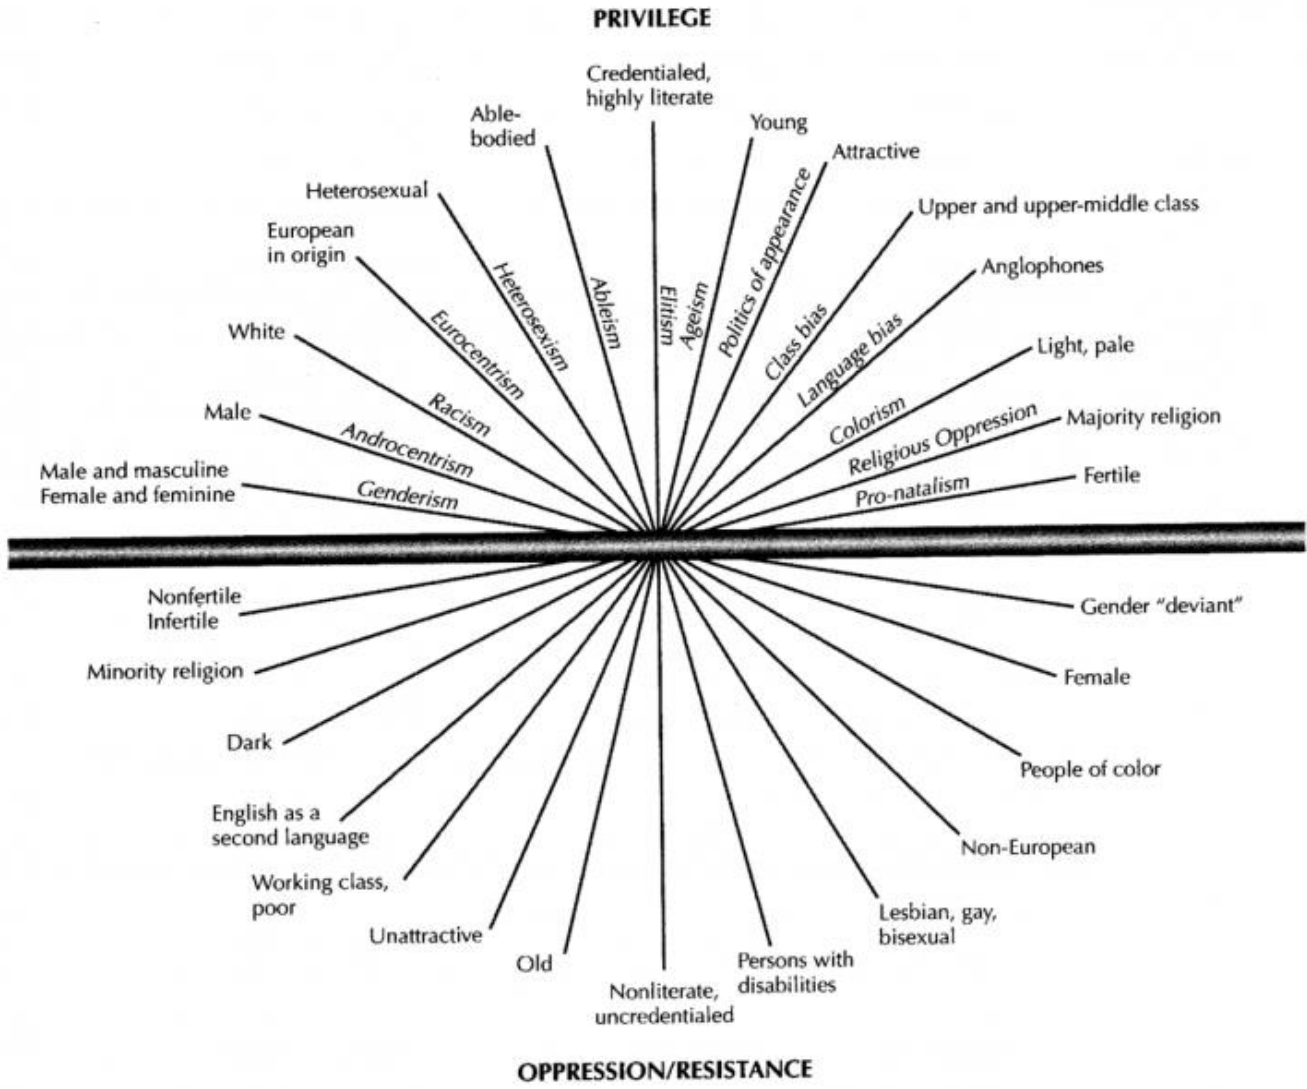 PRIVILEGE
Credentialed,
highly literate
Able-
bodied
Young
Attractive
Heterosexual
Upper and upper-middle class
European
in origin
Anglophones
White
Light, pale
Male
Majority religion
Male and masculine
Female and feminine
Fertile
Genderism
Androcentrism
Racism
Eurocentrism
Heterosexism
Ableism
Elitism
Ageism
Politics of appearance
Class bias
Language bias
Colorism
Religious Oppression
Pro-natalism
Nonfertile
Infertile
Gender “deviant”
Minority religion
Female
Dark
People of color
English as a
second language
Non-European
Working class,
poor
Lesbian, gay,
bisexual
Unattractive
Old
Persons with
disabilities
Nonliterate,
uncredentialed
OPPRESSION/RESISTANCE